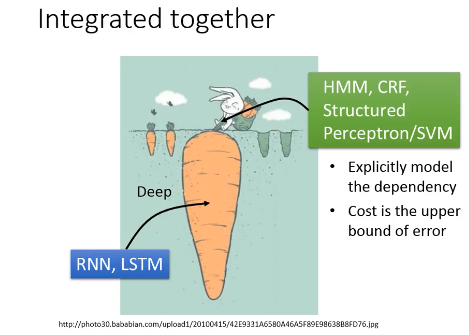 Integrated together
HMM, CRF,
Structured
Perceptron/SVM
• Explicitly model
the dependency
• Cost is the upper
bound of error
Deep
RNN, LSTM
http://photo30.bababian.com/upload1/20100415/42E9331A6580A46A5F89E98638B8FD76.jpg